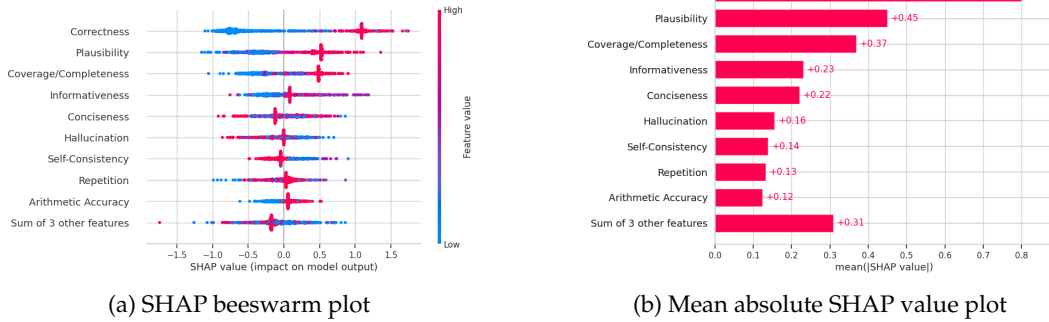 Correctness
Plausibility
Coverage/Completeness
Informativeness
Conciseness
Hallucination
Self-Consistency
Repetition
Arithmetic Accuracy
Sum of 3 other features
−1.5 −1.0 −0.5 0.0 0.5 1.0 1.5
SHAP value (impact on model output)
High
Feature value
Low
(a) SHAP beeswarm plot
Plausibility +0.45
Coverage/Completeness +0.37
Informativeness +0.23
Conciseness +0.22
Hallucination +0.16
Self-Consistency +0.14
Repetition +0.13
Arithmetic Accuracy +0.12
Sum of 3 other features +0.31
0.0 0.1 0.2 0.3 0.4 0.5 0.6 0.7 0.8
mean(|SHAP value|)
(b) Mean absolute SHAP value plot